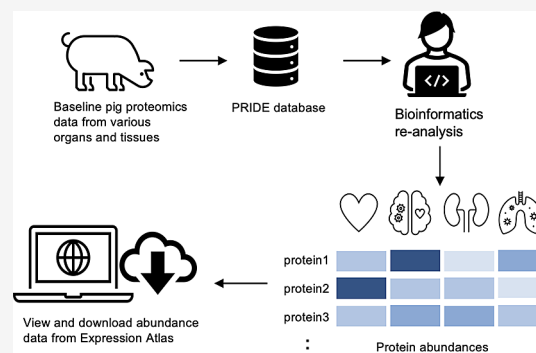 Baseline pig proteomics
data from various
organs and tissues
PRIDE database
</>
Bioinformatics
re-analysis
protein1
protein2
protein3
:
Protein abundances
View and download abundance
data from Expression Atlas